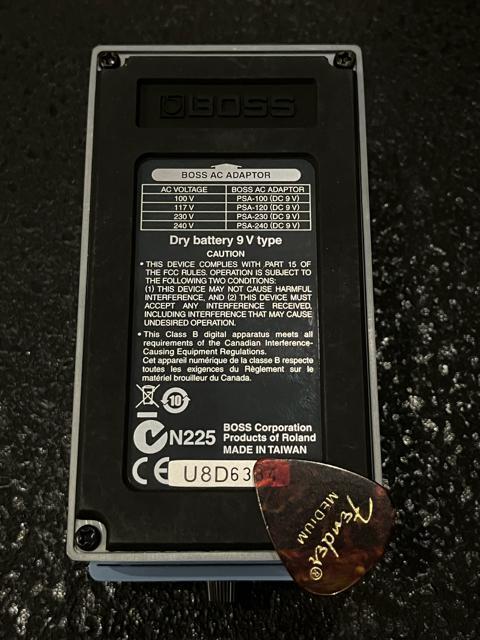 BOSS
BOSS AC ADAPTOR
AC VOLTAGE BOSS AC ADAPTOR
100 V PSA-100 (DC 9 V)
117 V PSA-120 (DC 9 V)
230 V PSA-230 (DC 9 V)
240 V PSA-240 (DC 9 V)
Dry battery 9 V type
CAUTION
• THIS DEVICE COMPLIES WITH PART 15 OF
THE FCC RULES. OPERATION IS SUBJECT TO
THE FOLLOWING TWO CONDITIONS:
(1) THIS DEVICE MAY NOT CAUSE HARMFUL
INTERFERENCE, AND (2) THIS DEVICE MUST
ACCEPT ANY INTERFERENCE RECEIVED,
INCLUDING INTERFERENCE THAT MAY CAUSE
UNDESIRED OPERATION.
• This Class B digital apparatus meets all
requirements of the Canadian Interference-
Causing Equipment Regulations.
Cet appareil numérique de la classe B respecte
toutes les exigences du Règlement sur le
matériel brouilleur du Canada.
10
N225
BOSS Corporation
Products of Roland
MADE IN TAIWAN
CE
U8D63
Fender®
MEDIUM